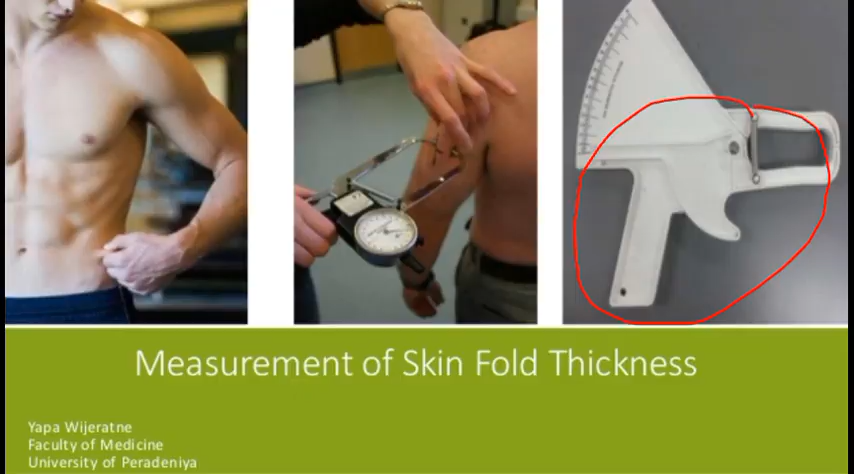 Measurement of Skin Fold Thickness
Yapa Wijeratne
Faculty of Medicine
University of Peradeniya